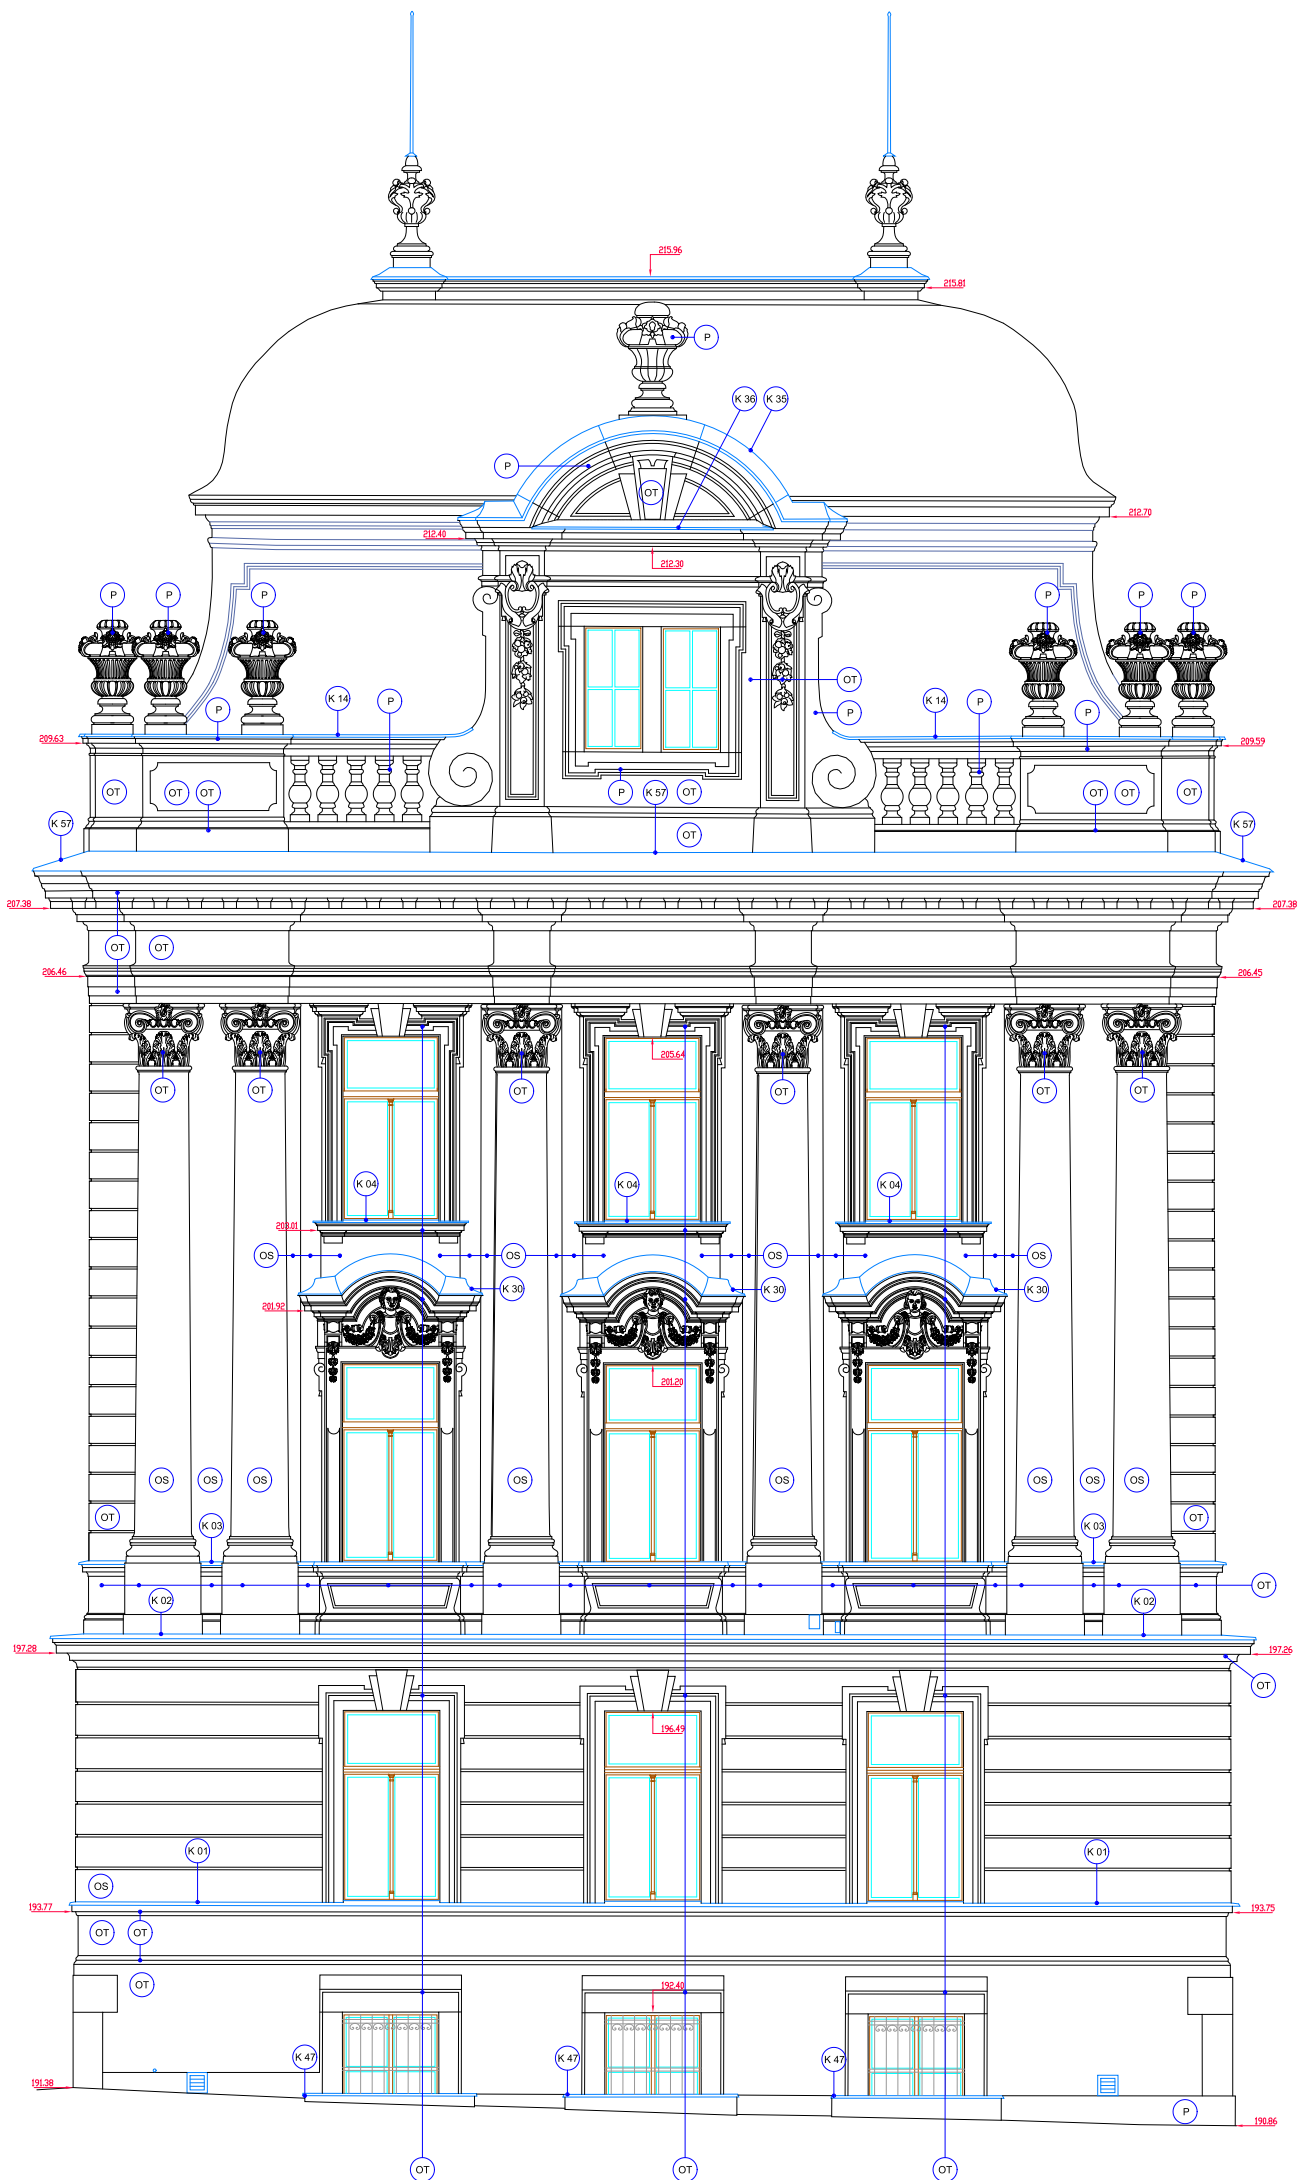 215.96
215.81
P
K 36
K 35
P
OT
212.70
212.40
212.30
P
P
P
P
P
P
OT
K 14
K 14
P
P
P
P
P
209.63
209.59
OT
OT
OT
P
OT
K 57
OT
OT
OT
K 57
OT
K 57
207.38
207.38
OT
OT
206.46
206.45
205.64
OT
OT
OT
OT
OT
OT
K 04
K 04
K 04
203.01
OS
OS
OS
OS
K 30
K 30
K 30
201.92
201.20
OS
OS
OS
OS
OS
OS
OS
OS
OT
OT
K 03
K 03
OT
K 02
K 02
197.28
197.26
OT
196.49
K 01
K 01
OS
193.77
193.75
OT
OT
OT
192.40
K 47
K 47
K 47
191.38
P
190.86
OT
OT
OT